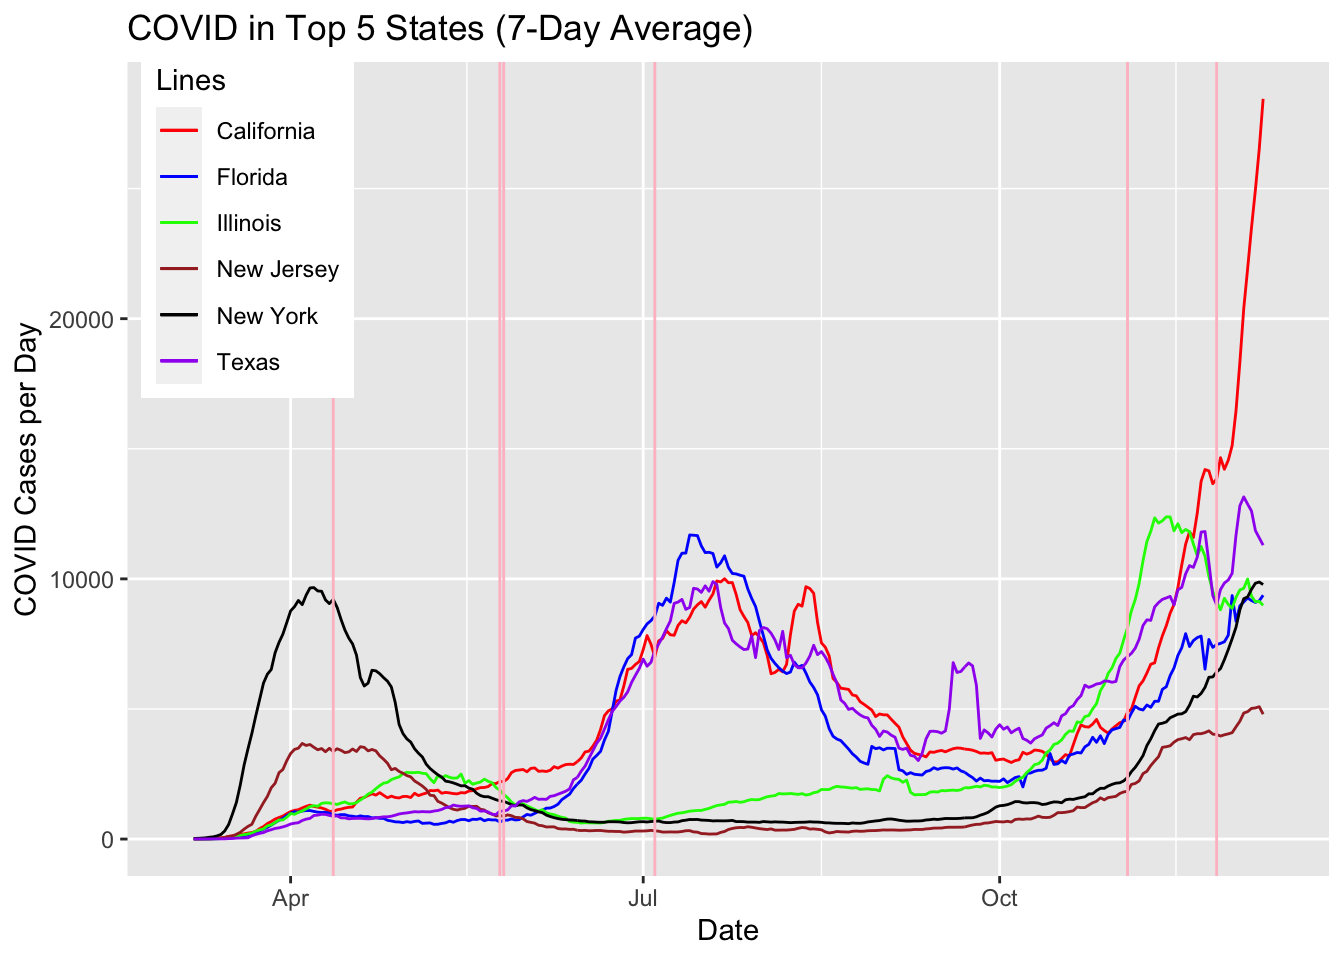 COVID in Top 5 States (7-Day Average)
Lines
California
Florida
Illinois
New Jersey
New York
Texas
COVID Cases per Day
20000
10000
0
Apr
Jul
Oct
Date